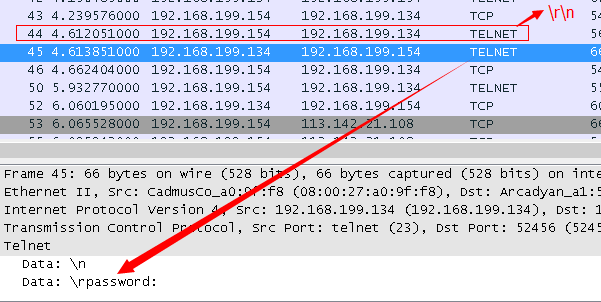 43 4.239576000 192.168.199.154 192.168.199.134 TCP 54
\r\n
44 4.612051000 192.168.199.154 192.168.199.134 TELNET 56
45 4.613851000 192.168.199.134 192.168.199.154 TELNET 66
46 4.662404000 192.168.199.154 192.168.199.134 TCP 54
50 5.932770000 192.168.199.154 192.168.199.134 TELNET 55
52 6.060195000 192.168.199.134 192.168.199.154 TCP 60
53 6.065528000 192.168.199.154 113.142.21.108 TCP 66
Frame 45: 66 bytes on wire (528 bits), 66 bytes captured (528 bits) on inte
Ethernet II, Src: CadmusCo_a0:9f:f8 (08:00:27:a0:9f:f8), Dst: Arcadyan_a1:5
Internet Protocol Version 4, Src: 192.168.199.134 (192.168.199.134), Dst: 1
Transmission Control Protocol, Src Port: telnet (23), Dst Port: 52456 (5245
Telnet
Data: \n
Data: \rpassword: